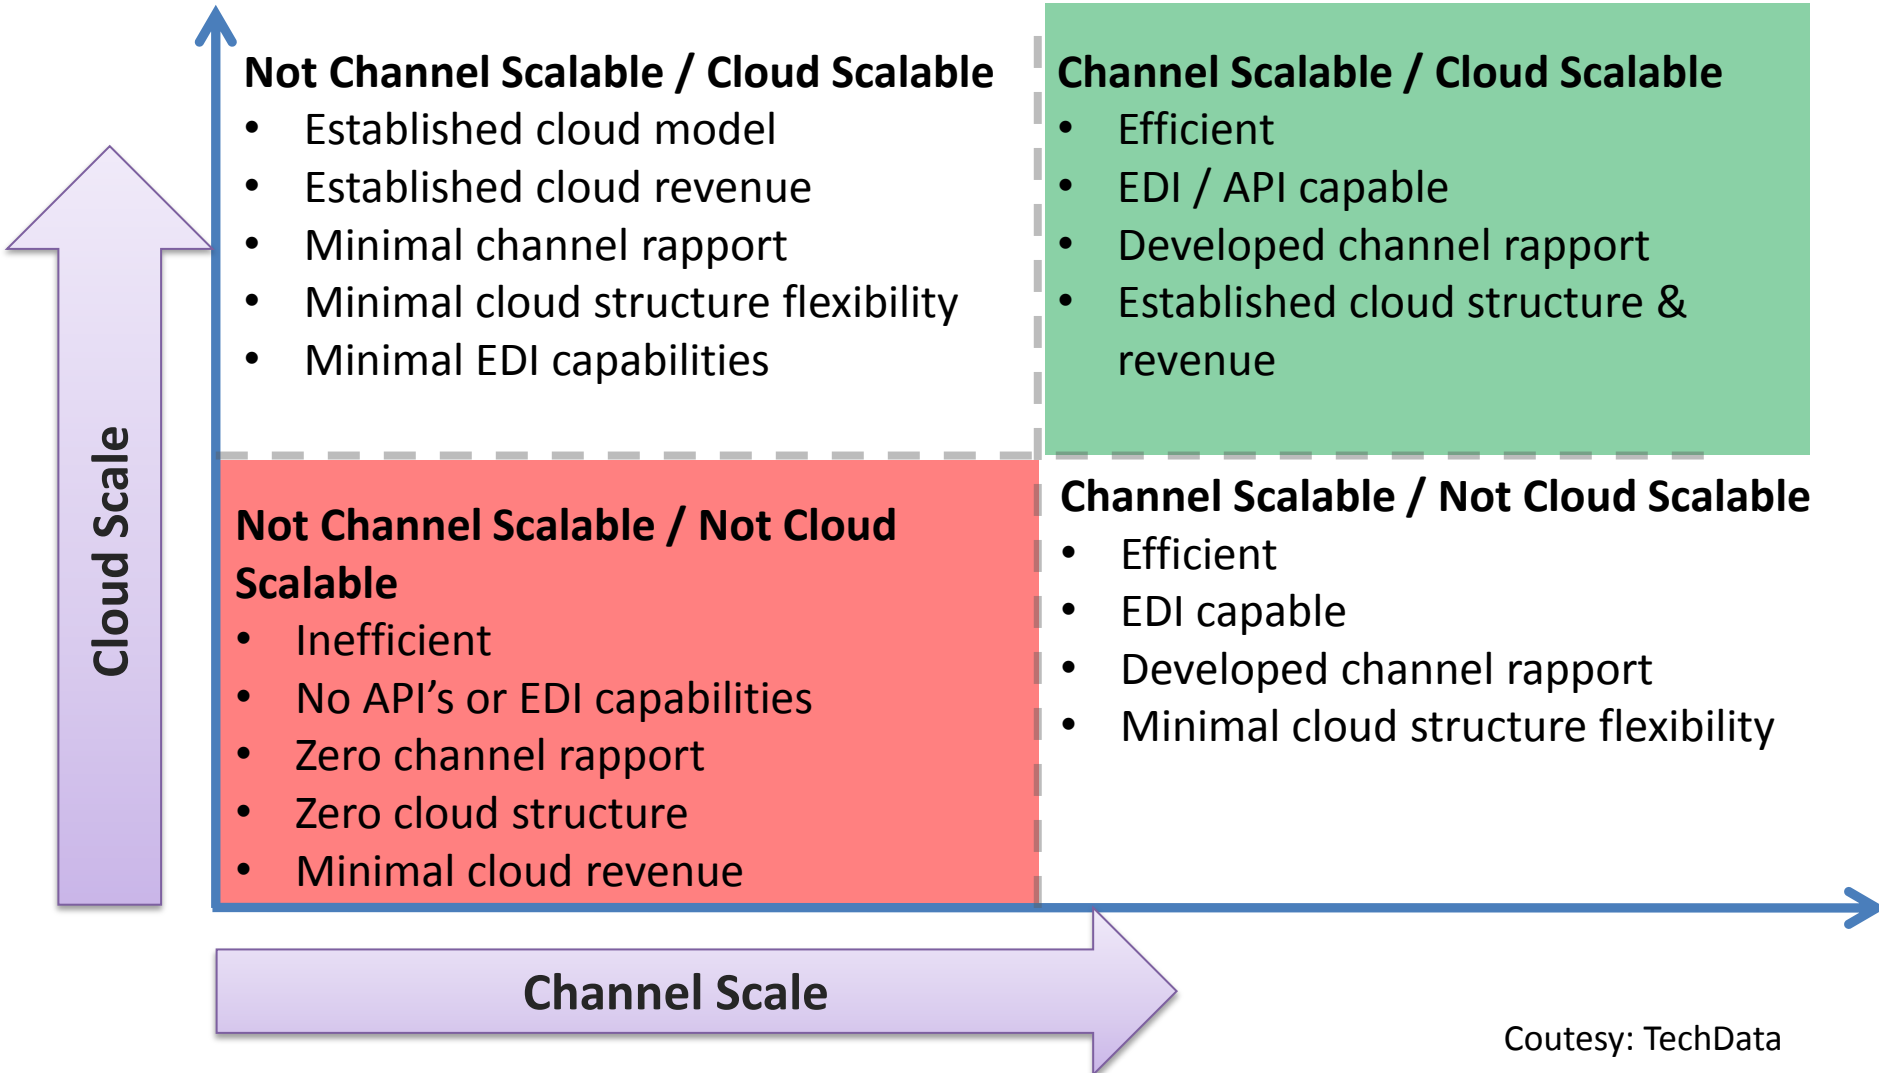 Not Channel Scalable / Cloud Scalable
• Established cloud model
• Established cloud revenue
• Minimal channel rapport
• Minimal cloud structure flexibility
• Minimal EDI capabilities
Channel Scalable / Cloud Scalable
• Efficient
• EDI / API capable
• Developed channel rapport
• Established cloud structure &
revenue
Cloud Scale
Not Channel Scalable / Not Cloud
Scalable
• Inefficient
• No API’s or EDI capabilities
• Zero channel rapport
• Zero cloud structure
• Minimal cloud revenue
Channel Scalable / Not Cloud Scalable
• Efficient
• EDI capable
• Developed channel rapport
• Minimal cloud structure flexibility
Channel Scale
Coutesy: TechData